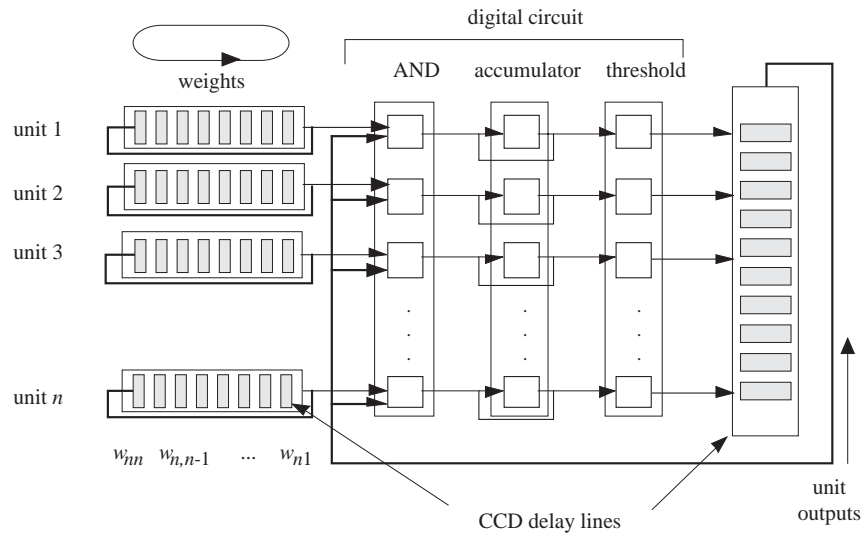 digital circuit
AND accumulator threshold
weights
unit 1
unit 2
unit 3
. . .
. . .
. . .
unit n
wnn wn,n-1 ... wn1
CCD delay lines
unit
outputs